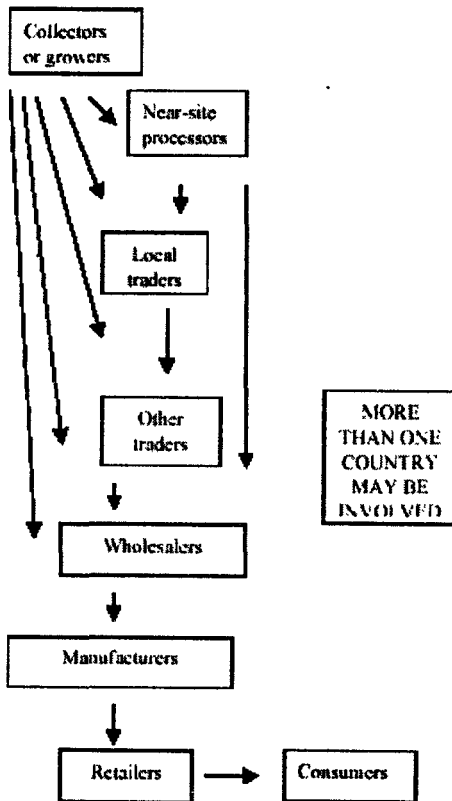 Collectors
or growers
Near-site
processors
Local
traders
Other
traders
MORE
THAN ONE
COUNTRY
MAY BE
INVOLVED
Wholesalers
Manufacturers
Retailers
Consumers